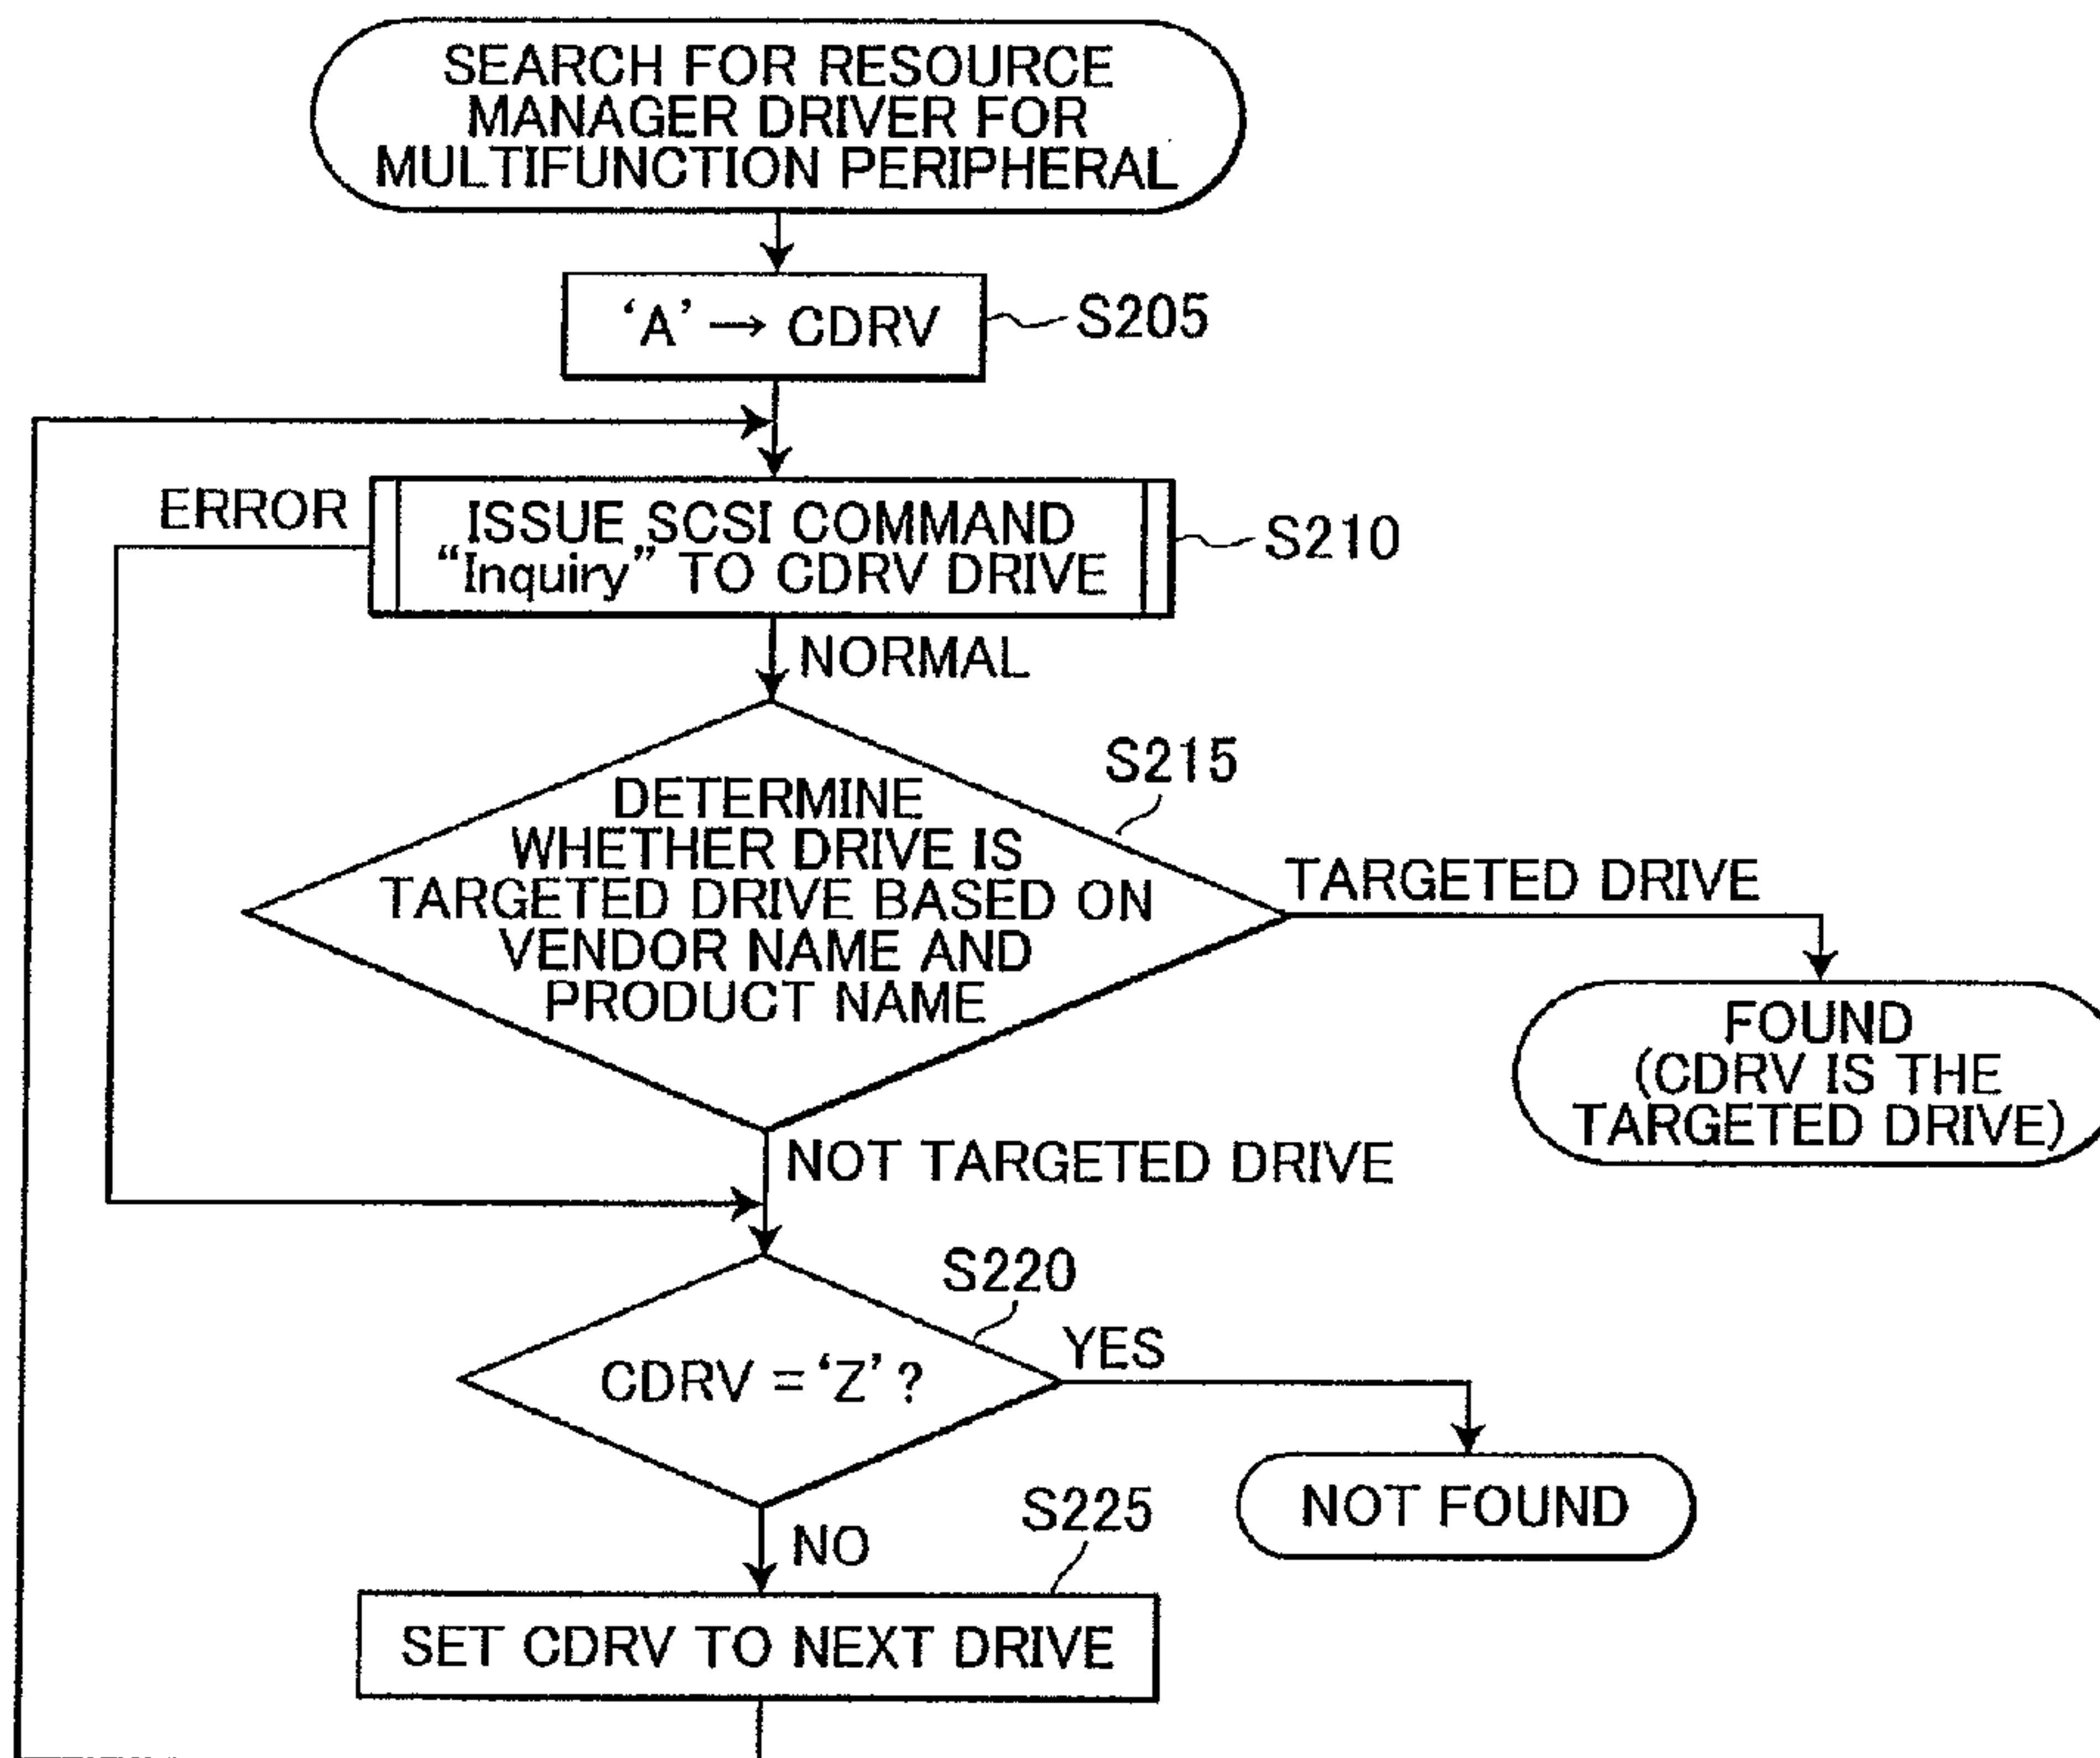 SEARCH FOR RESOURCE
MANAGER DRIVER FOR
MULTIFUNCTION PERIPHERAL
‘A’ → CDRV
S205
ERROR
ISSUE SCSI COMMAND
“Inquiry” TO CDRV DRIVE
S210
NORMAL
S215
DETERMINE
WHETHER DRIVE IS
TARGETED DRIVE BASED ON
VENDOR NAME AND
PRODUCT NAME
TARGETED DRIVE
FOUND
(CDRV IS THE
TARGETED DRIVE)
NOT TARGETED DRIVE
S220
CDRV = ‘Z’ ?
YES
NOT FOUND
NO
S225
SET CDRV TO NEXT DRIVE